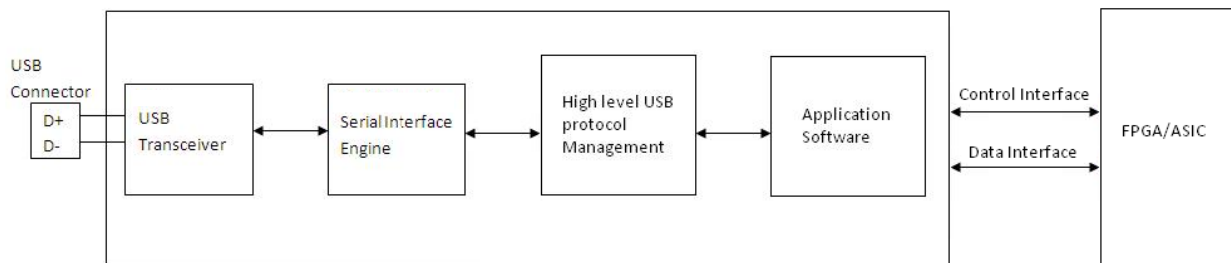 USB
Connector
D+
D-
USB
Transceiver
Serial Interface
Engine
High level USB
protocol
Management
Application
Software
Control Interface
Data Interface
FPGA/ASIC